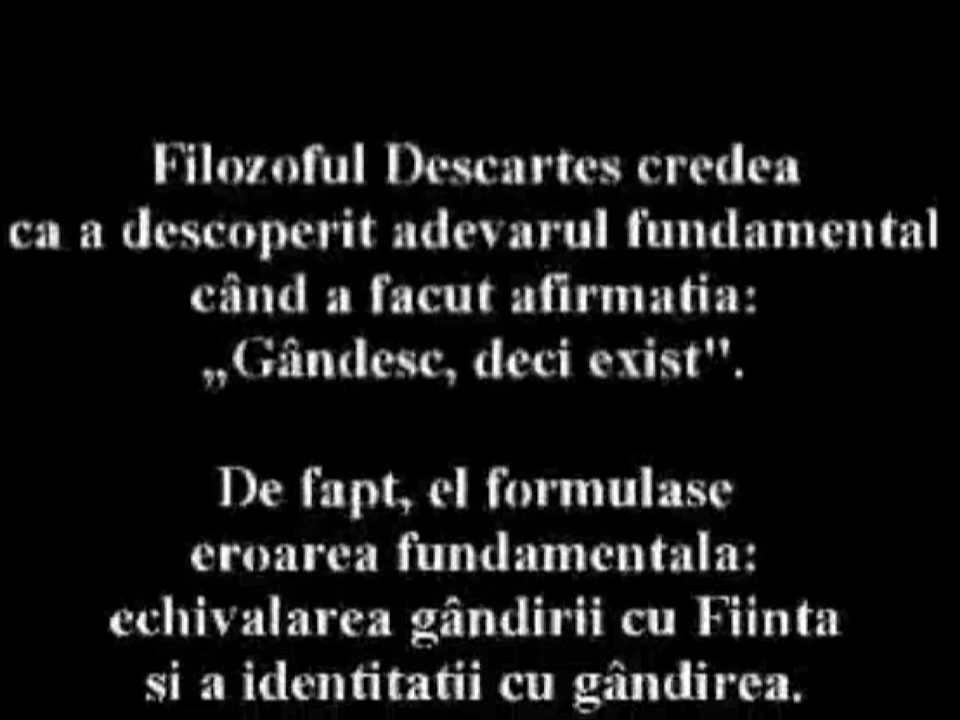 Filozoful Descartes credea
ca a descoperit adevarul fundamental
când a facut afirmatia:
„Gândesc, deci exist".
De fapt, el formulase
eroarea fundamentala:
echivalarea gândirii cu Fiinta
si a identitatii cu gândirea.